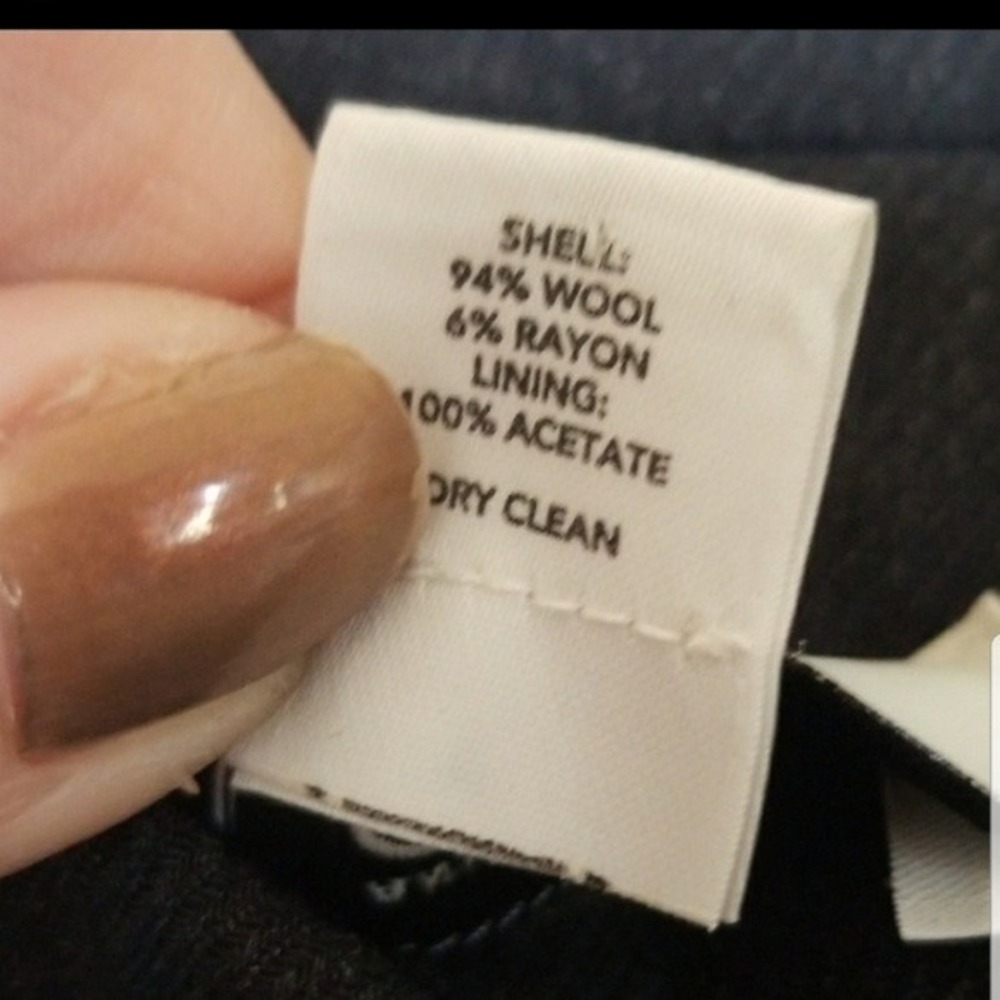 SHELL:
94% WOOL
6% RAYON
LINING:
100% ACETATE
DRY CLEAN